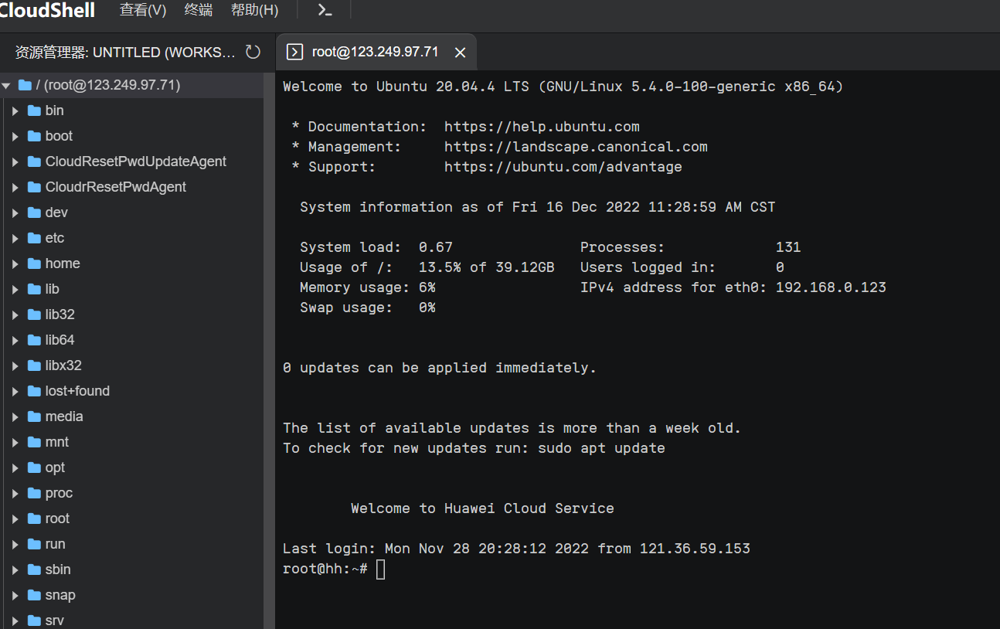 CloudShell 查看(V) 终端 帮助(H)
资源管理器: UNTITLED (WORKS...
/ (root@123.249.97.71)
bin
boot
CloudResetPwdUpdateAgent
CloudrResetPwdAgent
dev
etc
home
lib
lib32
lib64
libx32
lost+found
media
mnt
opt
proc
root
run
sbin
snap
srv
root@123.249.97.71
Welcome to Ubuntu 20.04.4 LTS (GNU/Linux 5.4.0-100-generic x86_64)
* Documentation: https://help.ubuntu.com
* Management: https://landscape.canonical.com
* Support: https://ubuntu.com/advantage
System information as of Fri 16 Dec 2022 11:28:59 AM CST
System load: 0.67 Processes: 131
Usage of /: 13.5% of 39.12GB Users logged in: 0
Memory usage: 6% IPv4 address for eth0: 192.168.0.123
Swap usage: 0%
0 updates can be applied immediately.
The list of available updates is more than a week old.
To check for new updates run: sudo apt update
Welcome to Huawei Cloud Service
Last login: Mon Nov 28 20:28:12 2022 from 121.36.59.153
root@hh:~#